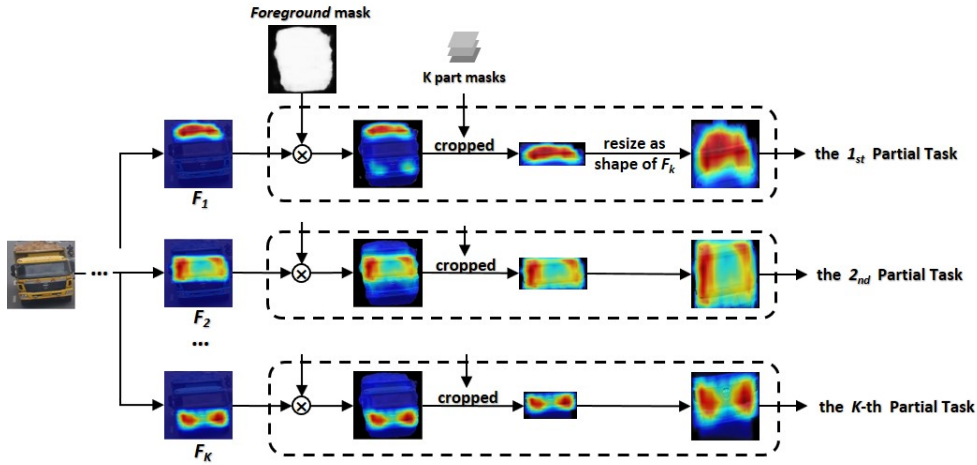 Foreground mask
K part masks
cropped
resize as
shape of Fk
the 1st Partial Task
F1
...
cropped
the 2nd Partial Task
F2
...
cropped
the K-th Partial Task
FK